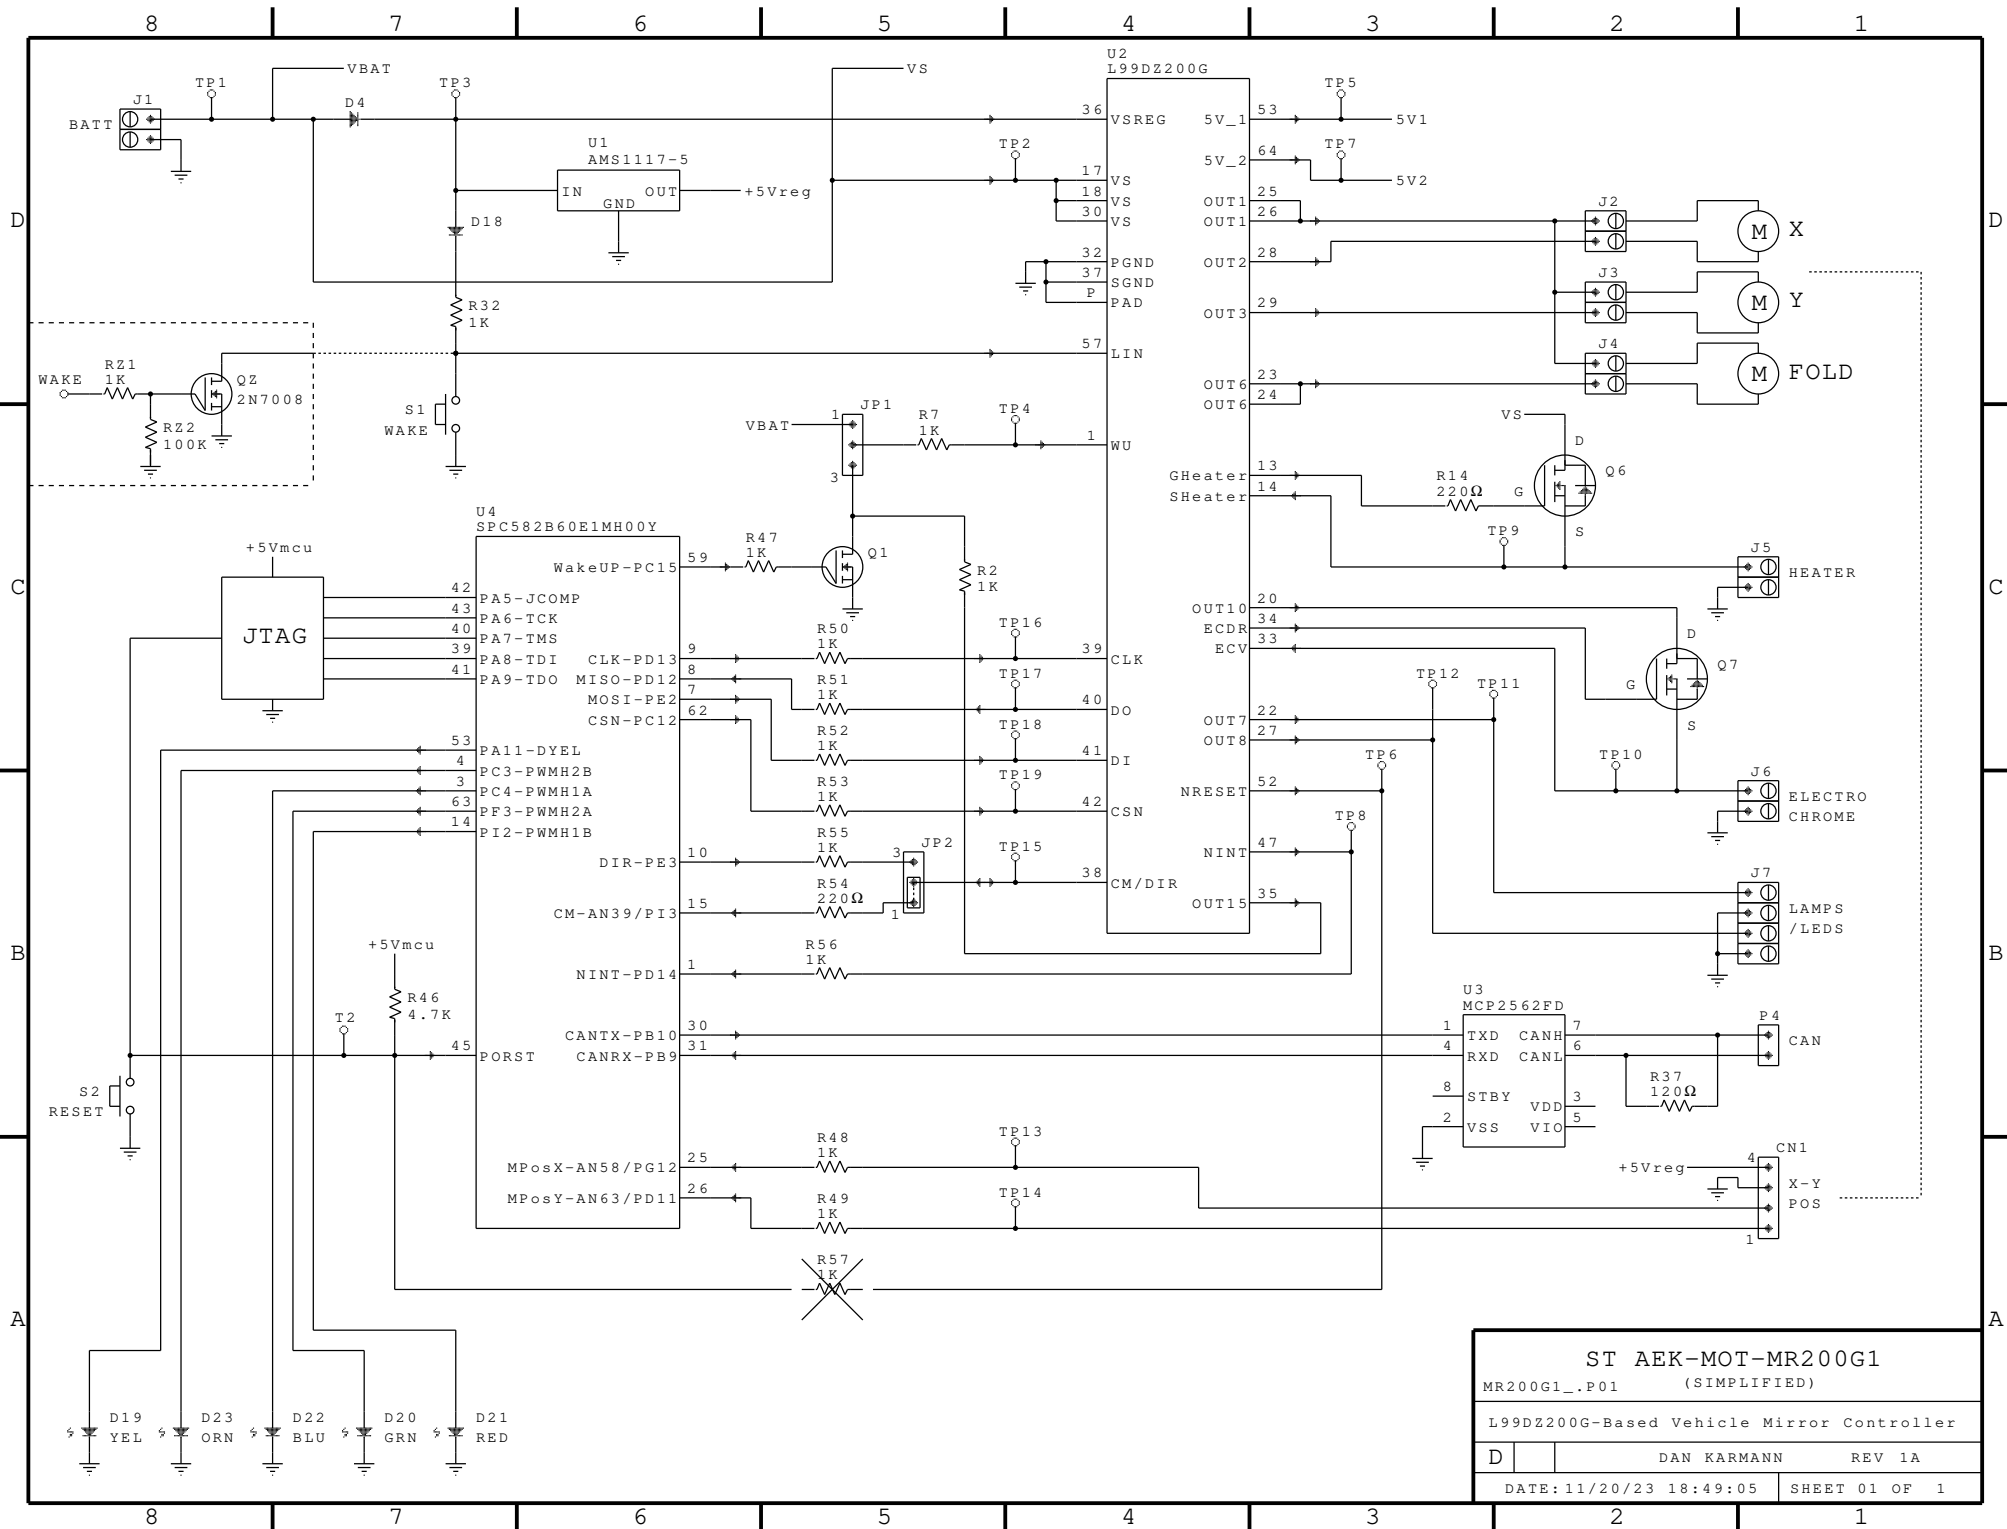 8 7 6 5 4 3 2 1
D
C
B
A
D
C
B
A
8 7 6 5 4 3 2 1
J1
BATT
TP1
VBAT
D4
TP3
VS
U1
AMS1117-5
IN OUT
GND
+5Vreg
D18
R32
1K
TP2
WAKE
RZ1
1K
QZ
2N7008
RZ2
100K
S1
WAKE
U2
L99DZ200G
36 VSREG
17 VS
18 VS
30 VS
32 PGND
37 SGND
P PAD
57 LIN
1 WU
39 CLK
40 DO
41 DI
42 CSN
38 CM/DIR
5V_1 53
5V_2 64
OUT1 25
OUT1 26
OUT2 28
OUT3 29
OUT6 23
OUT6 24
GHeater 13
SHeater 14
OUT10 20
ECDR 34
ECV 33
OUT7 22
OUT8 27
NRESET 52
NINT 47
OUT15 35
TP5
5V1
TP7
5V2
J2
M X
J3
M Y
J4
M FOLD
VBAT
JP1
1
3
R7
1K
TP4
VS
D
G
S
Q6
R14
220Ω
TP9
J5
HEATER
U4
SPC582B60E1MH00Y
WakeUP-PC15 59
CLK-PD13 9
MISO-PD12 8
MOSI-PE2 7
CSN-PC12 62
DIR-PE3 10
CM-AN39/PI3 15
NINT-PD14 1
CANTX-PB10 30
CANRX-PB9 31
MPosX-AN58/PG12 25
MPosY-AN63/PD11 26
42 PA5-JCOMP
43 PA6-TCK
40 PA7-TMS
39 PA8-TDI
41 PA9-TDO
53 PA11-DYEL
4 PC3-PWMH2B
3 PC4-PWMH1A
63 PF3-PWMH2A
14 PI2-PWMH1B
45 PORST
+5Vmcu
JTAG
R47
1K
Q1
R2
1K
R50
1K
TP16
R51
1K
TP17
R52
1K
TP18
R53
1K
TP19
R55
1K
JP2
3
1
TP15
R54
220Ω
R56
1K
D
G
S
Q7
TP12
TP11
TP10
TP6
TP8
J6
ELECTRO
CHROME
J7
LAMPS
/LEDS
+5Vmcu
R46
4.7K
T2
S2
RESET
U3
MCP2562FD
1 TXD CANH 7
4 RXD CANL 6
8 STBY
VDD 3
2 VSS
VIO 5
P4
CAN
R37
120Ω
R48
1K
TP13
R49
1K
TP14
+5Vreg
CN1
4
1
X-Y
POS
R57
1K
D19
YEL
D23
ORN
D22
BLU
D20
GRN
D21
RED
ST AEK-MOT-MR200G1
MR200G1_.P01 (SIMPLIFIED)
L99DZ200G-Based Vehicle Mirror Controller
D DAN KARMANN REV 1A
DATE:11/20/23 18:49:05 SHEET 01 OF 1